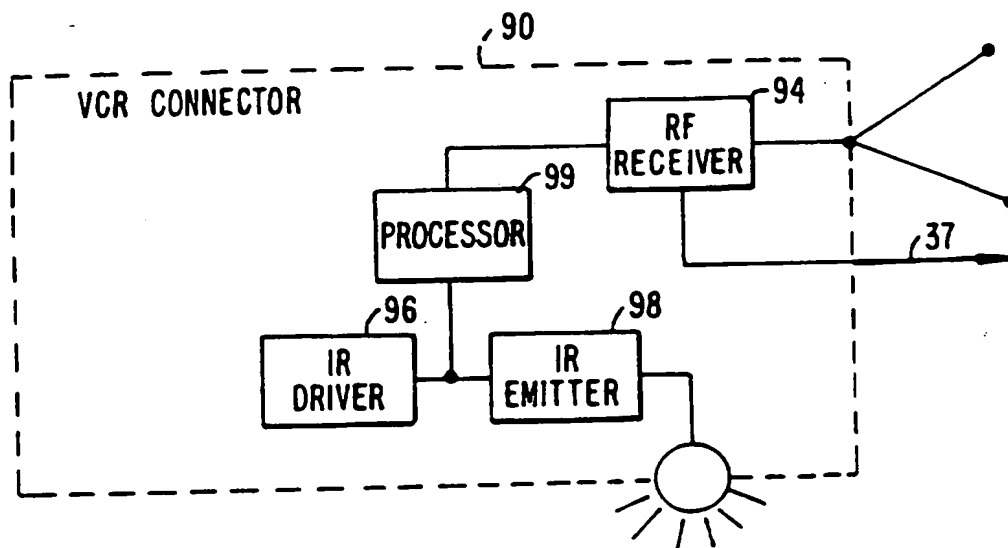 90
VCR CONNECTOR
94
RF
RECEIVER
99
PROCESSOR
37
96
98
IR
DRIVER
IR
EMITTER